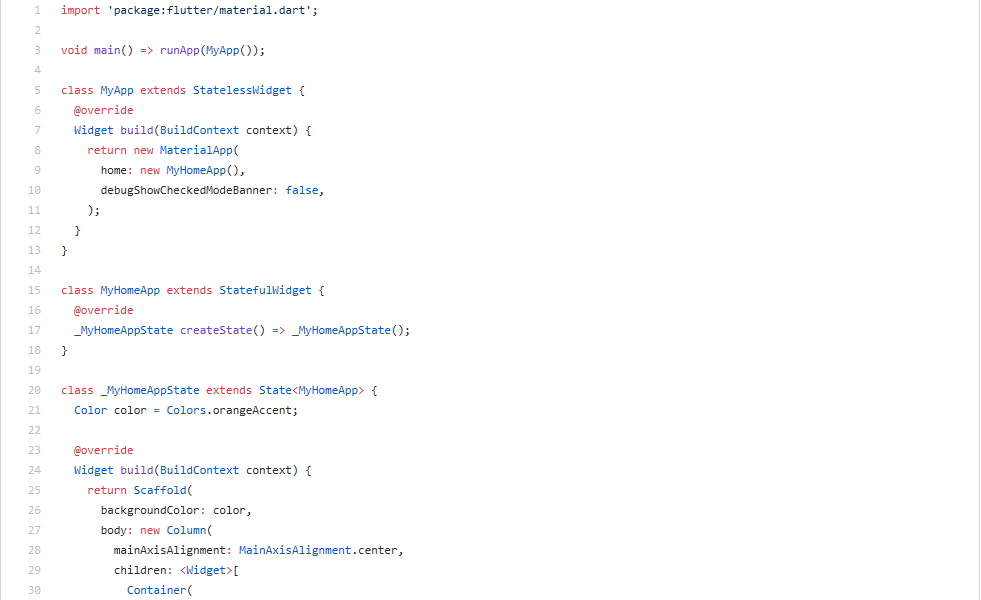 1 import 'package:flutter/material.dart';
2
3 void main() => runApp(MyApp());
4
5 class MyApp extends StatelessWidget {
6   @override
7   Widget build(BuildContext context) {
8     return new MaterialApp(
9       home: new MyHomeApp(),
10       debugShowCheckedModeBanner: false,
11     );
12   }
13 }
14
15 class MyHomeApp extends StatefulWidget {
16   @override
17   _MyHomeAppState createState() => _MyHomeAppState();
18 }
19
20 class _MyHomeAppState extends State<MyHomeApp> {
21   Color color = Colors.orangeAccent;
22
23   @override
24   Widget build(BuildContext context) {
25     return Scaffold(
26       backgroundColor: color,
27       body: new Column(
28         mainAxisAlignment: MainAxisAlignment.center,
29         children: <Widget>[
30           Container(